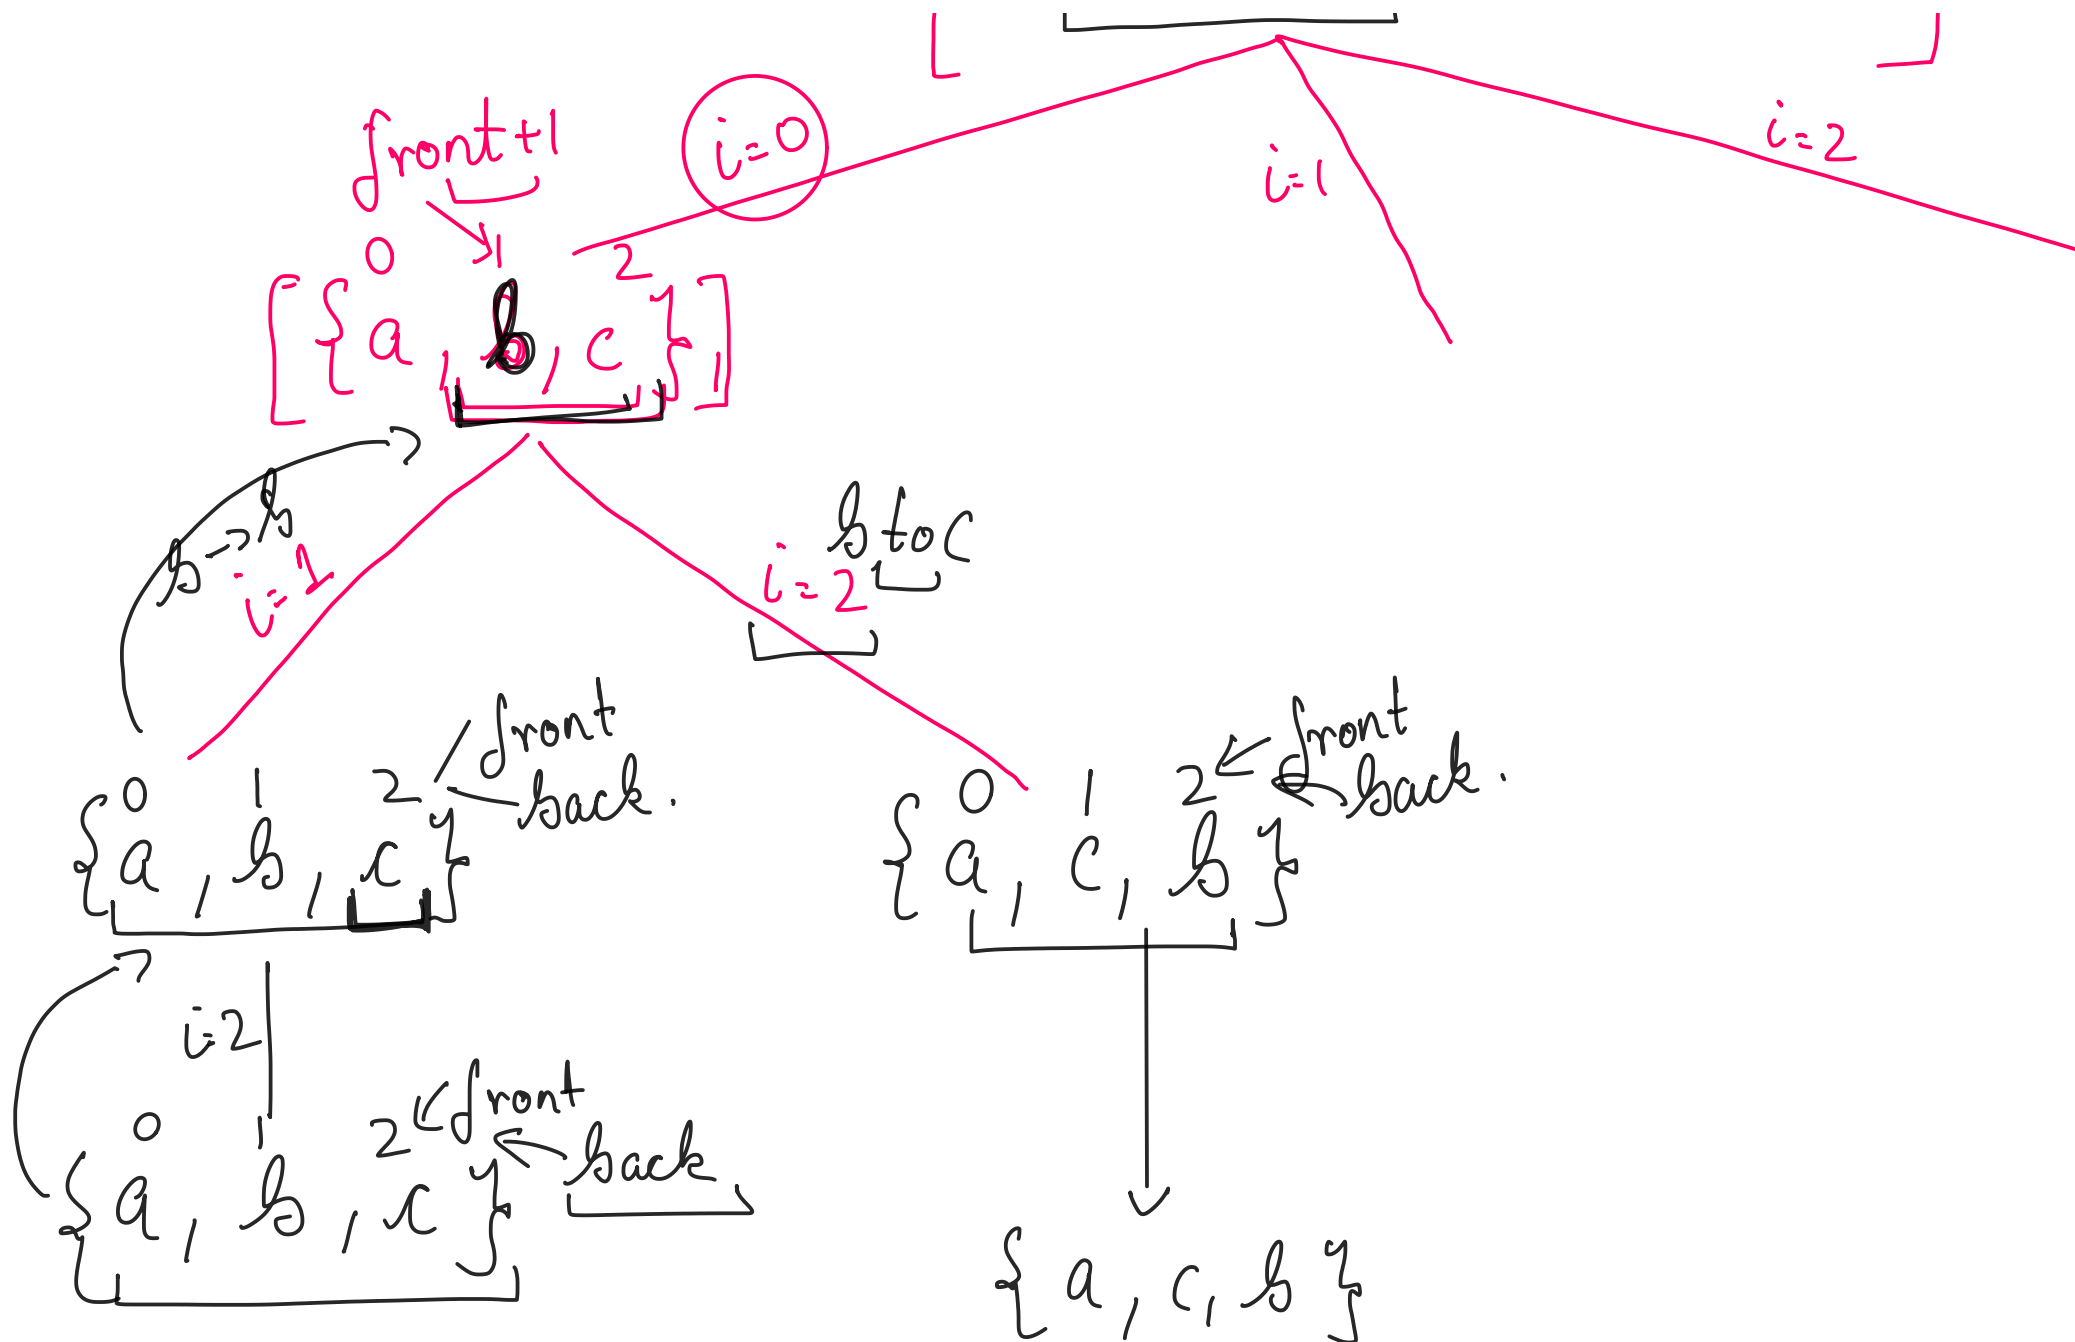 front+1
i=0
i=1
i=2
0 1 2
[{a, b, c}]
b→b
i=1
b to c
i=2
0 1 2 front
back.
{a, b, c}
0 1 2 front
back.
{a, c, b}
i=2
0 1 2 front
back
{a, b, c}
{a, c, b}